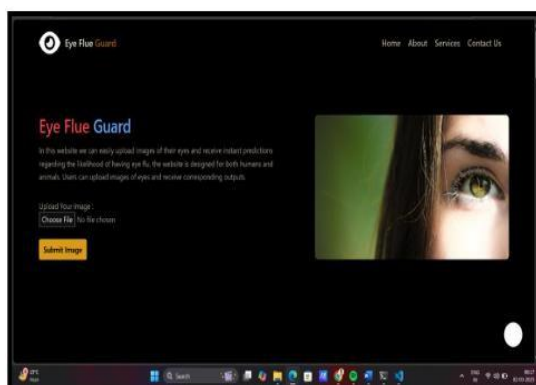 Eye Flue Guard
Home About Services Contact Us
Eye Flue Guard
In this website we can easily upload images of their eyes and receive instant predictions
regarding the likelihood of having eye flu, the website is designed for both humans and
animals. Users can upload images of eyes and receive corresponding outputs.
Upload Your Image :
Choose File No file chosen
Submit Image
Search